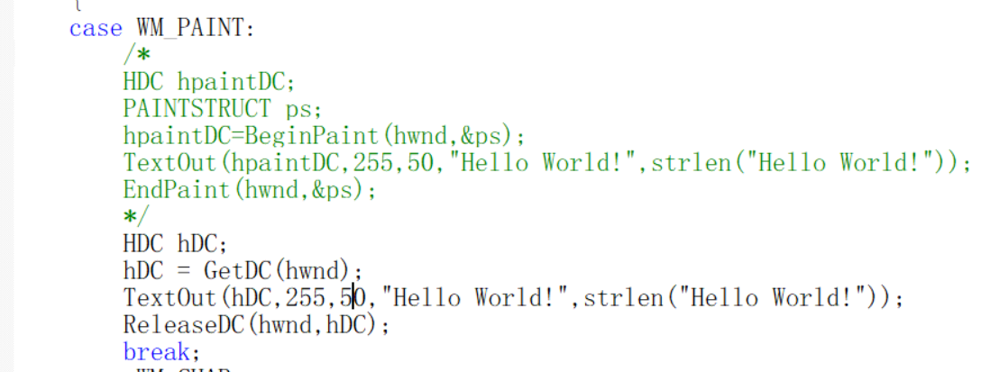 {
case WM_PAINT:
/*
HDC hpaintDC;
PAINTSTRUCT ps;
hpaintDC=BeginPaint(hwnd,&ps);
TextOut(hpaintDC,255,50,"Hello World!",strlen("Hello World!"));
EndPaint(hwnd,&ps);
*/
HDC hDC;
hDC = GetDC(hwnd);
TextOut(hDC,255,50,"Hello World!",strlen("Hello World!"));
ReleaseDC(hwnd,hDC);
break;